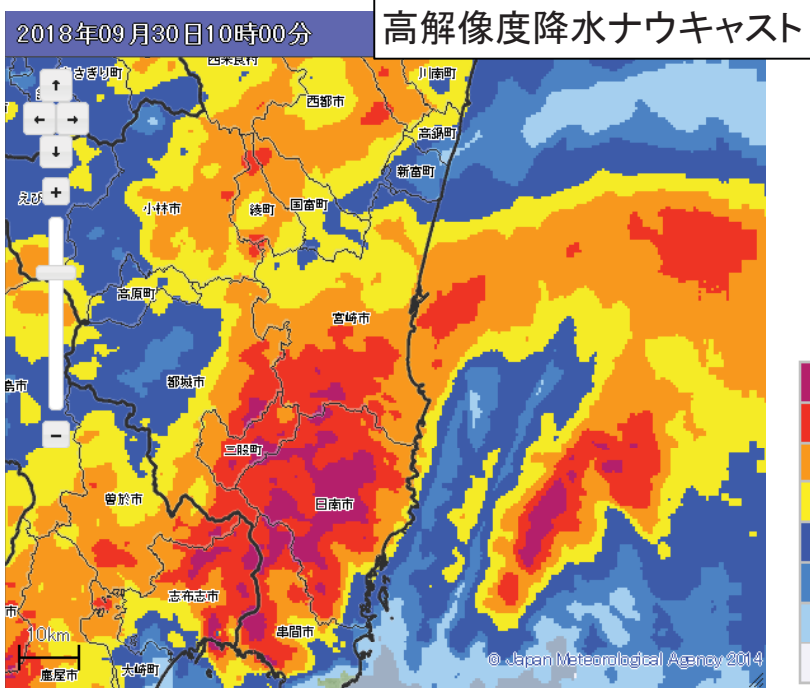 2018年09月30日10時00分
高解像度降水ナウキャスト
西米良村
さぎり町
川南町
西都市
高鍋町
新富町
えび
小林市
綾町
国富町
高原町
宮崎市
都城市
島市
三股町
曽於市
日南市
志布志市
市
串間市
10km
鹿屋市
大崎町
© Japan Meteorological Agency 2014